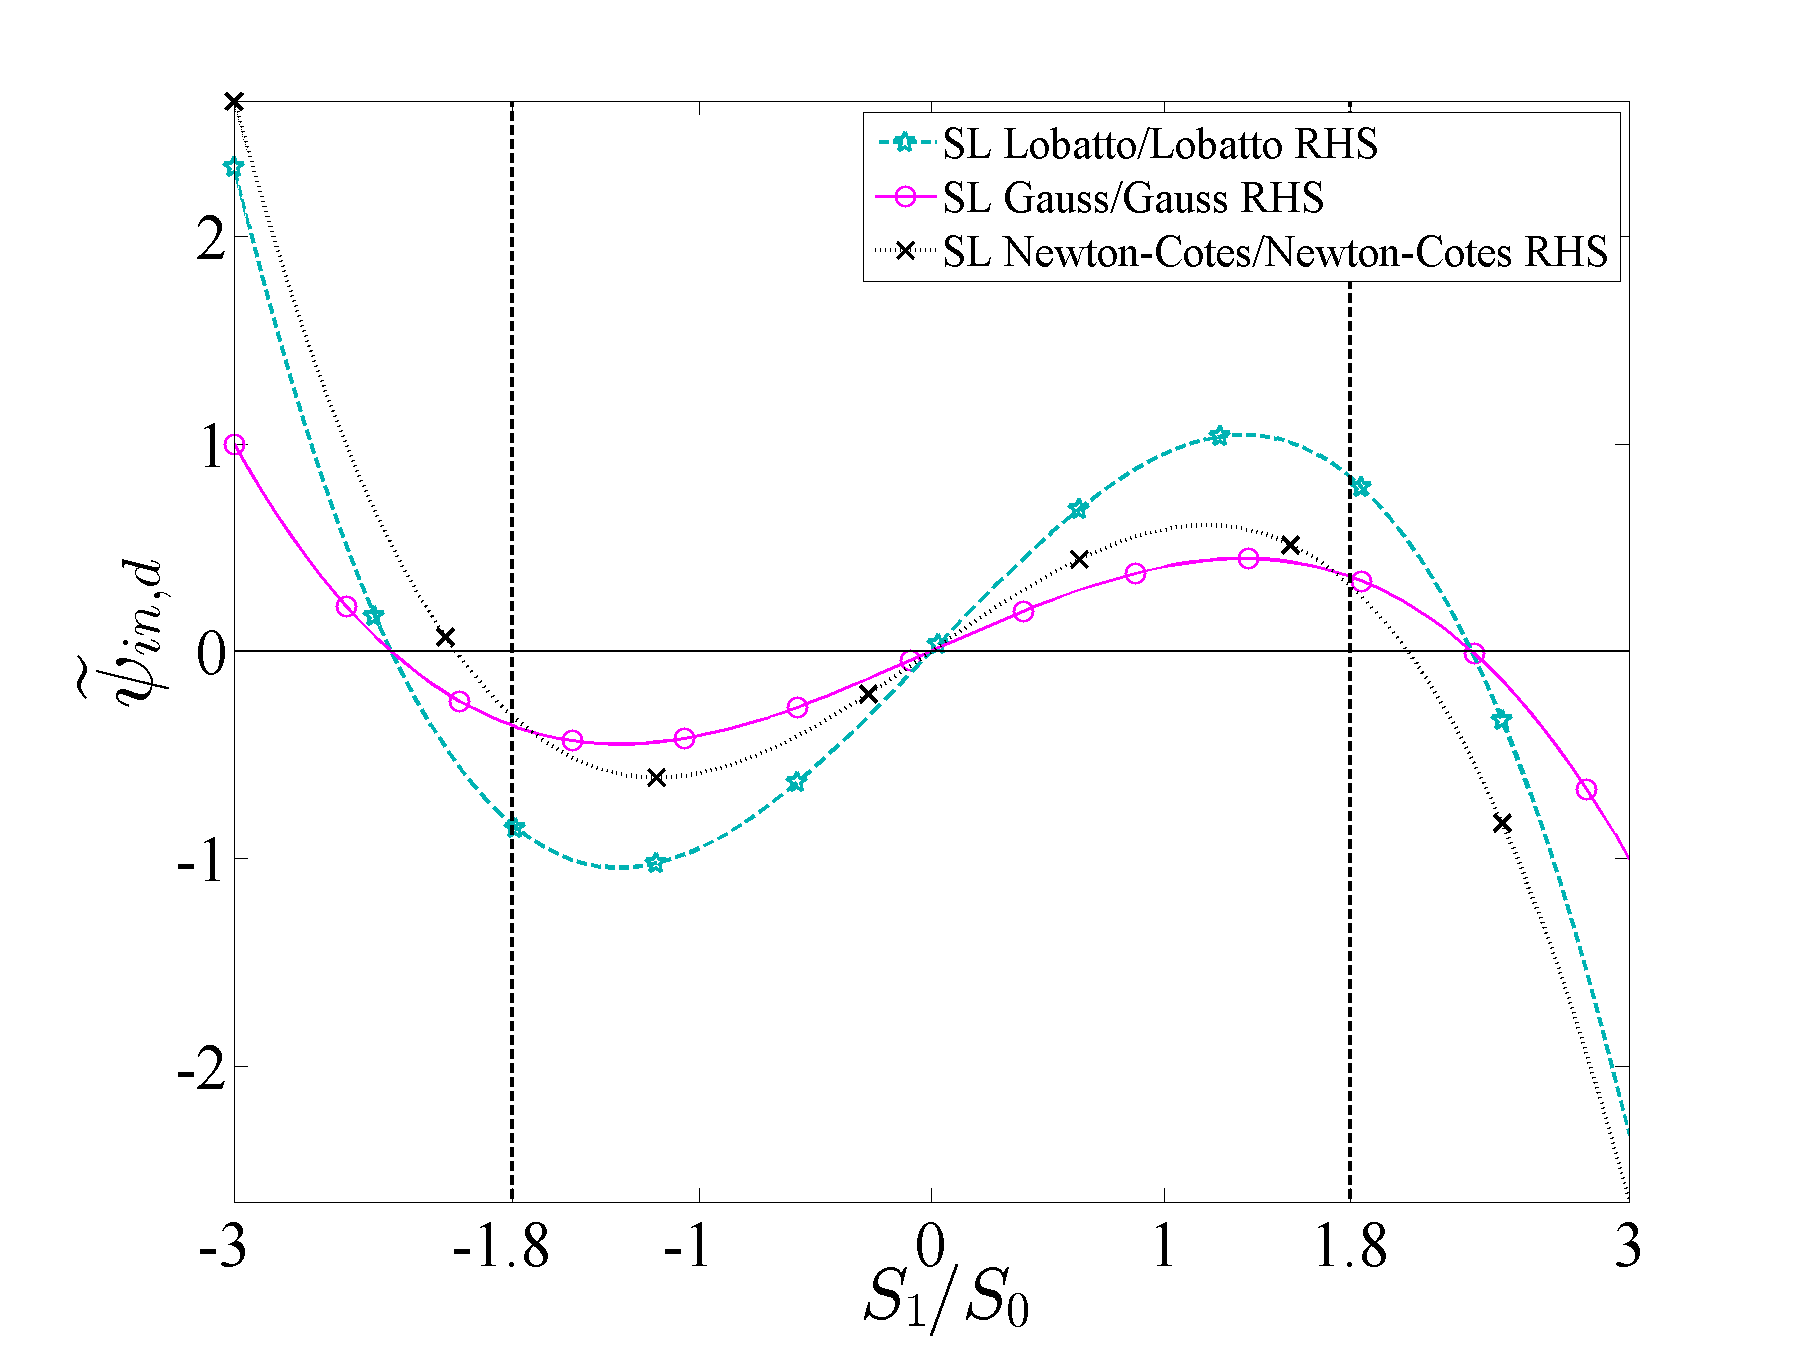 SL Lobatto/Lobatto RHS
SL Gauss/Gauss RHS
SL Newton-Cotes/Newton-Cotes RHS
2
1
0
-1
-2
ψ̃in,d
-3 -1.8 -1 0 1 1.8 3
S1/S0